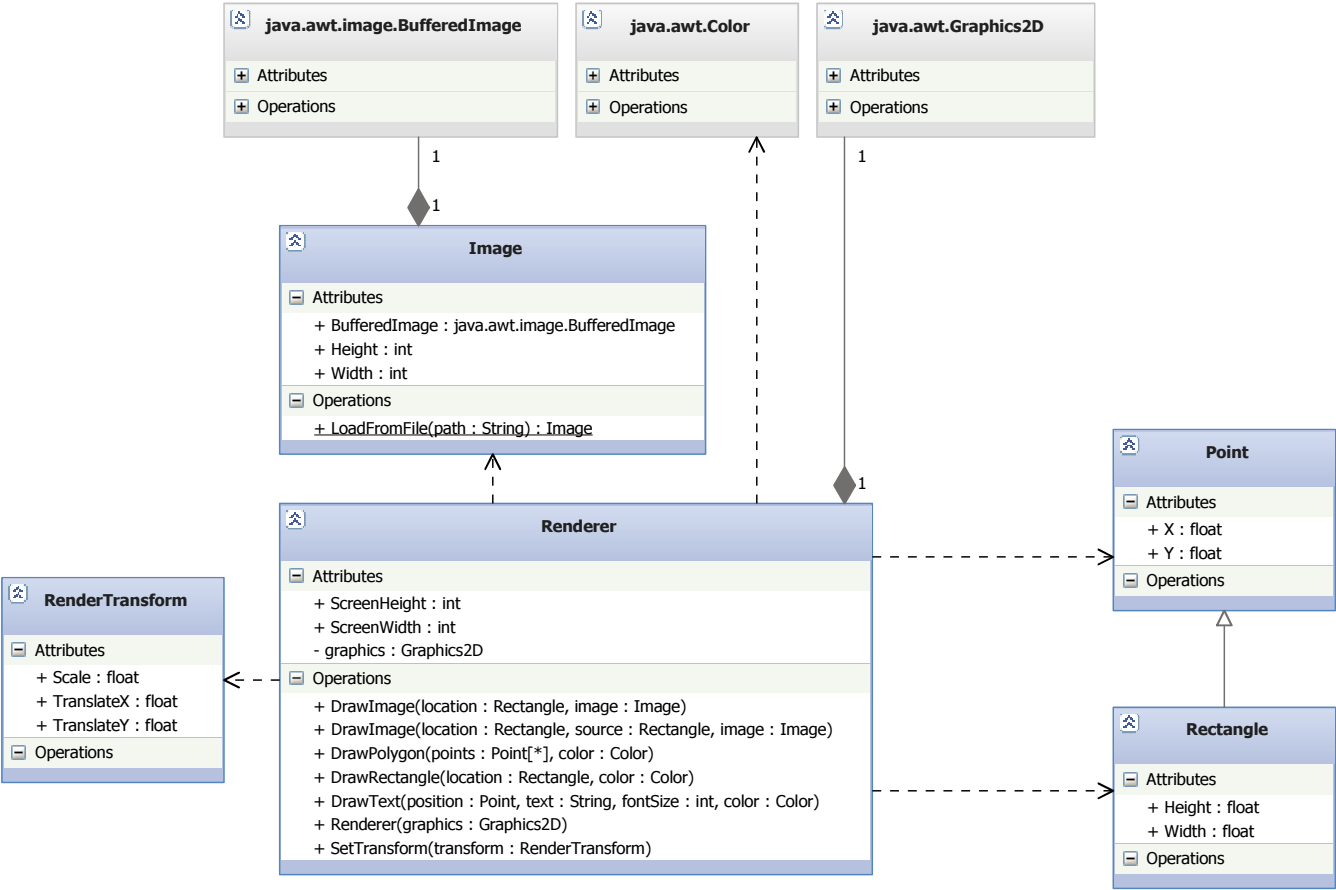 java.awt.image.BufferedImage
Attributes
Operations
java.awt.Color
Attributes
Operations
java.awt.Graphics2D
Attributes
Operations
1
1
1
Image
Attributes
+ BufferedImage : java.awt.image.BufferedImage
+ Height : int
+ Width : int
Operations
+ LoadFromFile(path : String) : Image
1
Renderer
Attributes
+ ScreenHeight : int
+ ScreenWidth : int
- graphics : Graphics2D
Operations
+ DrawImage(location : Rectangle, image : Image)
+ DrawImage(location : Rectangle, source : Rectangle, image : Image)
+ DrawPolygon(points : Point[*], color : Color)
+ DrawRectangle(location : Rectangle, color : Color)
+ DrawText(position : Point, text : String, fontSize : int, color : Color)
+ Renderer(graphics : Graphics2D)
+ SetTransform(transform : RenderTransform)
RenderTransform
Attributes
+ Scale : float
+ TranslateX : float
+ TranslateY : float
Operations
Point
Attributes
+ X : float
+ Y : float
Operations
Rectangle
Attributes
+ Height : float
+ Width : float
Operations